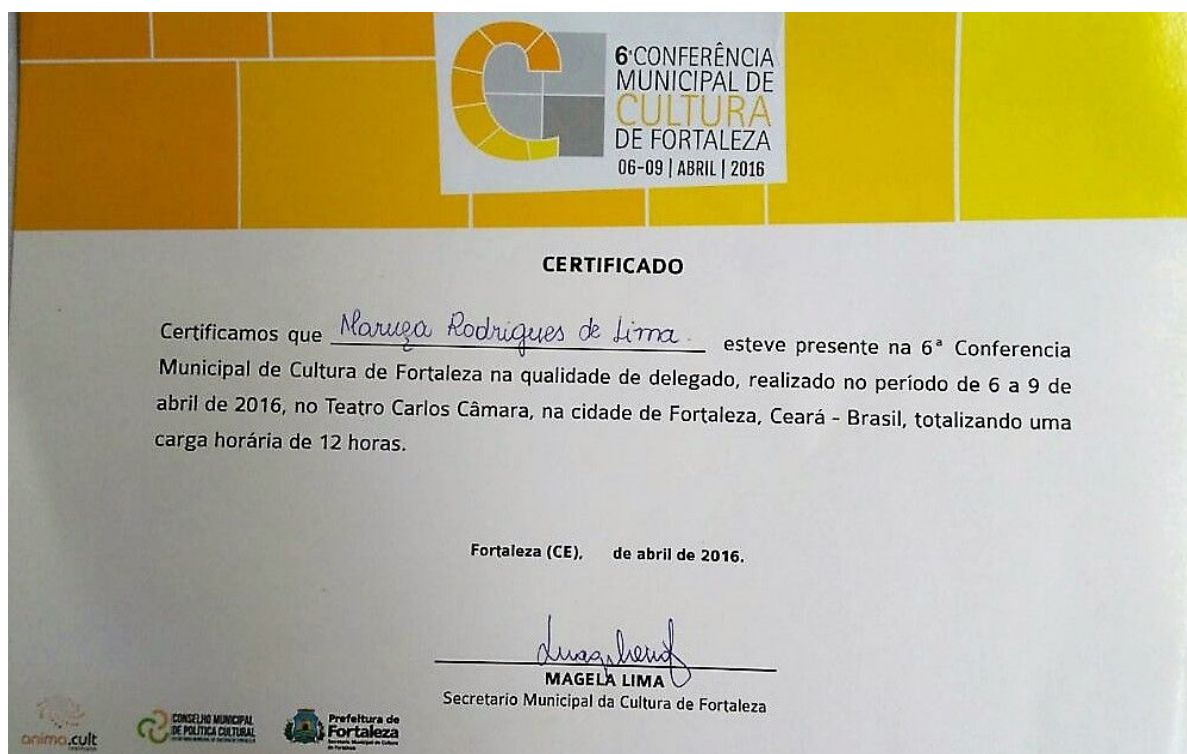 6ª CONFERÊNCIA
MUNICIPAL DE
CULTURA
DE FORTALEZA
06-09 | ABRIL | 2016
CERTIFICADO
Certificamos que Maruza Rodrigues de Lima. esteve presente na 6ª Conferencia
Municipal de Cultura de Fortaleza na qualidade de delegado, realizado no período de 6 a 9 de
abril de 2016, no Teatro Carlos Câmara, na cidade de Fortaleza, Ceará - Brasil, totalizando uma
carga horária de 12 horas.
Fortaleza (CE), de abril de 2016.
MAGELA LIMA
Secretario Municipal da Cultura de Fortaleza
anima.cult
CONSELHO MUNICIPAL
DE POLÍTICA CULTURAL
Prefeitura de
Fortaleza